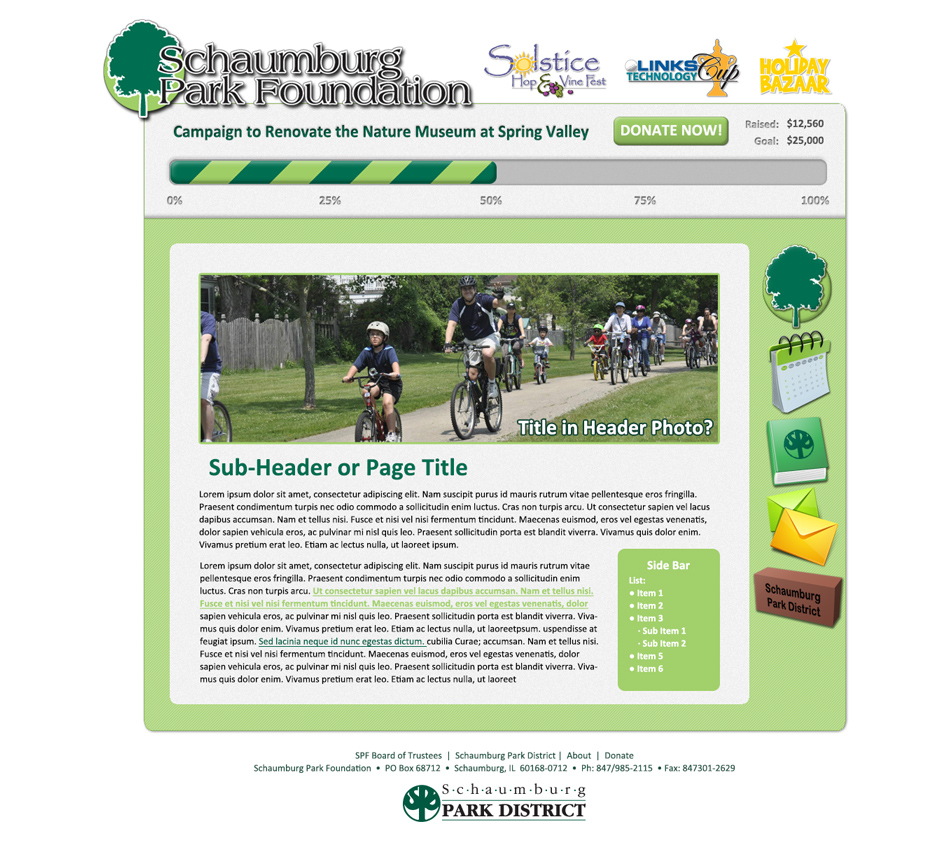 Schaumburg
Park Foundation
Solstice
Hop & Vine Fest
LINKS
TECHNOLOGY Cup
HOLIDAY
BAZAAR
Campaign to Renovate the Nature Museum at Spring Valley
DONATE NOW!
Raised: $12,560
Goal: $25,000
0% 25% 50% 75% 100%
Title in Header Photo?
Sub-Header or Page Title
Lorem ipsum dolor sit amet, consectetur adipiscing elit. Nam suscipit purus id mauris rutrum vitae pellentesque eros fringilla.
Praesent condimentum turpis nec odio commodo a sollicitudin enim luctus. Cras non turpis arcu. Ut consectetur sapien vel lacus
dapibus accumsan. Nam et tellus nisi. Fusce et nisi vel nisi fermentum tincidunt. Maecenas euismod, eros vel egestas venenatis,
dolor sapien vehicula eros, ac pulvinar mi nisl quis leo. Praesent sollicitudin porta est blandit viverra. Vivamus quis dolor enim.
Vivamus pretium erat leo. Etiam ac lectus nulla, ut laoreet ipsum.
Lorem ipsum dolor sit amet, consectetur adipiscing elit. Nam suscipit purus id mauris rutrum vitae
pellentesque eros fringilla. Praesent condimentum turpis nec odio commodo a sollicitudin enim
luctus. Cras non turpis arcu. Ut consectetur sapien vel lacus dapibus accumsan. Nam et tellus nisi.
Fusce et nisi vel nisi fermentum tincidunt. Maecenas euismod, eros vel egestas venenatis, dolor
sapien vehicula eros, ac pulvinar mi nisl quis leo. Praesent sollicitudin porta est blandit viverra. Viva-
mus quis dolor enim. Vivamus pretium erat leo. Etiam ac lectus nulla, ut laoreetpsum. uspendisse at
feugiat ipsum. Sed lacinia neque id nunc egestas dictum. cubilia Curae; accumsan. Nam et tellus nisi.
Fusce et nisi vel nisi fermentum tincidunt. Maecenas euismod, eros vel egestas venenatis, dolor
sapien vehicula eros, ac pulvinar mi nisl quis leo. Praesent sollicitudin porta est blandit viverra. Viva-
mus quis dolor enim. Vivamus pretium erat leo. Etiam ac lectus nulla, ut laoreet
Side Bar
List:
● Item 1
● Item 2
● Item 3
· Sub Item 1
· Sub Item 2
● Item 5
● Item 6
Schaumburg
Park District
SPF Board of Trustees | Schaumburg Park District | About | Donate
Schaumburg Park Foundation • PO Box 68712 • Schaumburg, IL 60168-0712 • Ph: 847/985-2115 • Fax: 847301-2629
S·c·h·a·u·m·b·u·r·g
PARK DISTRICT